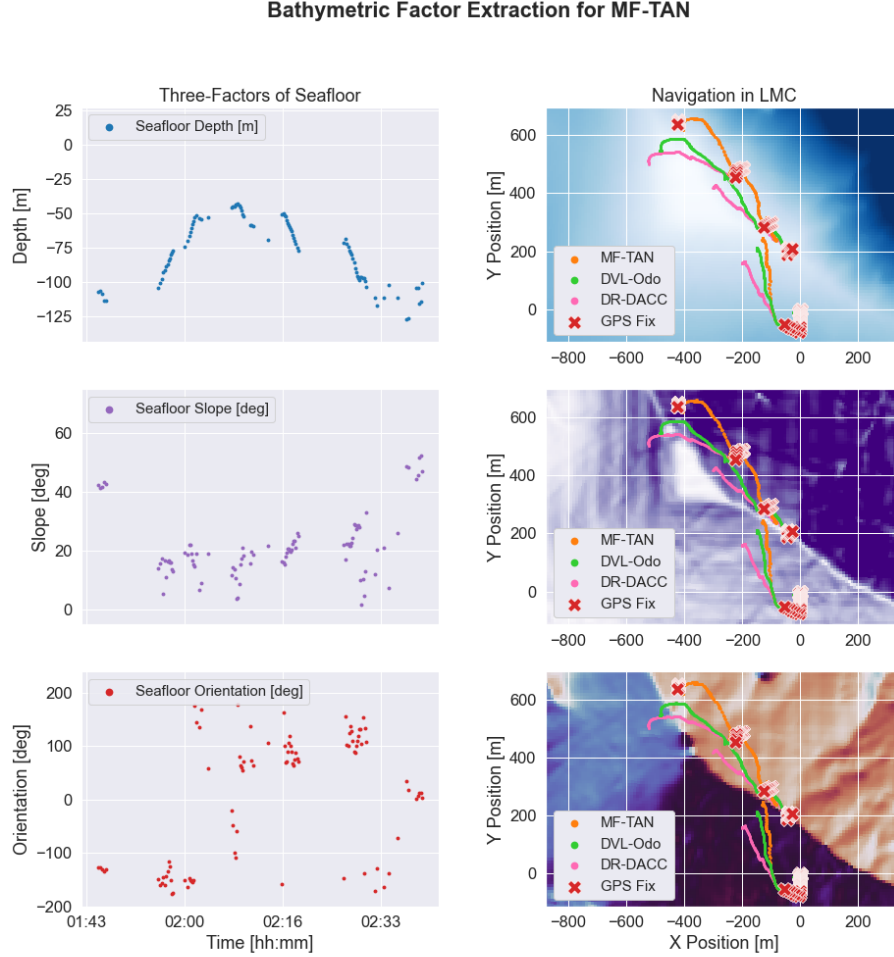 Bathymetric Factor Extraction for MF-TAN
Three-Factors of Seafloor
Depth [m]
25
0
−25
−50
−75
−100
−125
Seafloor Depth [m]
Navigation in LMC
Y Position [m]
600
400
200
0
MF-TAN
DVL-Odo
DR-DACC
GPS Fix
−800 −600 −400 −200 0 200
Slope [deg]
60
40
20
0
Seafloor Slope [deg]
Y Position [m]
600
400
200
0
MF-TAN
DVL-Odo
DR-DACC
GPS Fix
−800 −600 −400 −200 0 200
Orientation [deg]
200
100
0
−100
−200
Seafloor Orientation [deg]
01:43 02:00 02:16 02:33
Time [hh:mm]
Y Position [m]
600
400
200
0
MF-TAN
DVL-Odo
DR-DACC
GPS Fix
−800 −600 −400 −200 0 200
X Position [m]